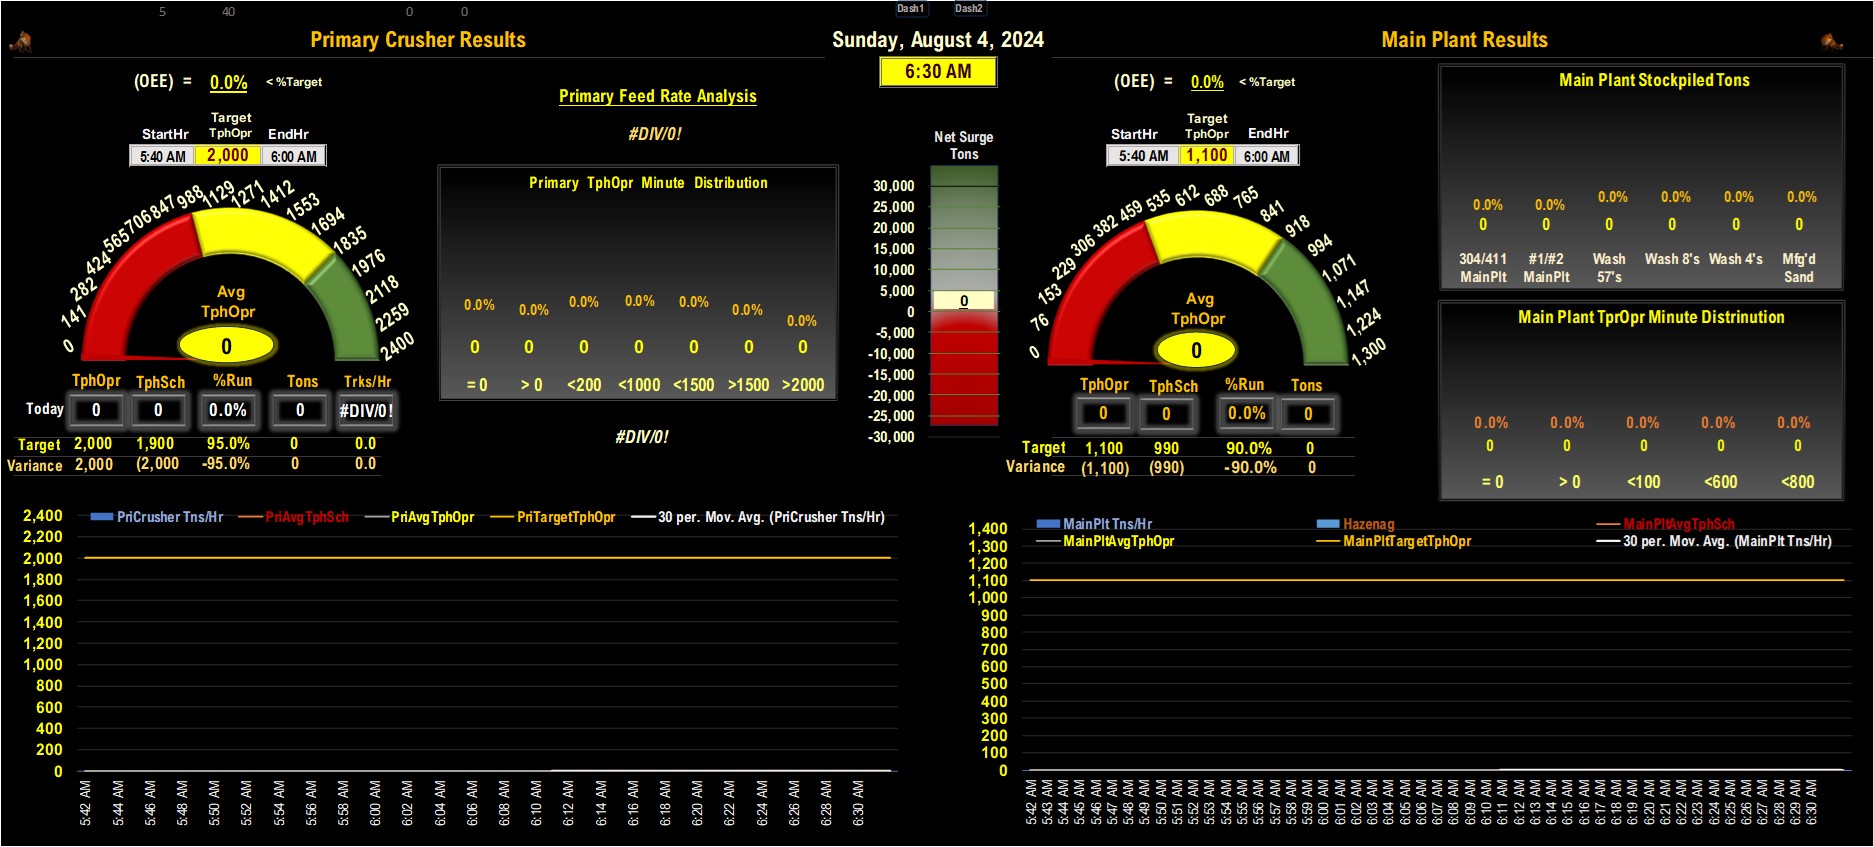 5 40 0 0 Dash1 Dash2
Primary Crusher Results
Sunday, August 4, 2024
Main Plant Results
6:30 AM
(OEE) = 0.0% < %Target
Primary Feed Rate Analysis
#DIV/0!
Target
StartHr TphOpr EndHr
5:40 AM 2,000 6:00 AM
0 141 282 424 565 706 847 988 1129 1271 1412 1553 1694 1835 1976 2118 2259 2400
Avg
TphOpr
0
TphOpr TphSch %Run Tons Trks/Hr
Today 0 0 0.0% 0 #DIV/0!
Target 2,000 1,900 95.0% 0 0.0
Variance 2,000 (2,000 -95.0% 0 0.0
Primary TphOpr Minute Distribution
0.0% 0.0% 0.0% 0.0% 0.0% 0.0% 0.0%
0 0 0 0 0 0 0
= 0 > 0 <200 <1000 <1500 >1500 >2000
#DIV/0!
Net Surge
Tons
30,000
25,000
20,000
15,000
10,000
5,000
0
0
-5,000
-10,000
-15,000
-20,000
-25,000
-30,000
(OEE) = 0.0% < %Target
Target
StartHr TphOpr EndHr
5:40 AM 1,100 6:00 AM
0 76 153 229 306 382 459 535 612 688 765 841 918 994 1,071 1,147 1,224 1,300
Avg
TphOpr
0
TphOpr TphSch %Run Tons
0 0 0.0% 0
Target 1,100 990 90.0% 0
Variance (1,100) (990) -90.0% 0
Main Plant Stockpiled Tons
0.0% 0.0% 0.0% 0.0% 0.0% 0.0%
0 0 0 0 0 0
304/411 #1/#2 Wash Wash 8's Wash 4's Mfg'd
MainPlt MainPlt 57's Sand
Main Plant TprOpr Minute Distrinution
0.0% 0.0% 0.0% 0.0% 0.0%
0 0 0 0 0
= 0 > 0 <100 <600 <800
PriCrusher Tns/Hr PriAvgTphSch PriAvgTphOpr PriTargetTphOpr 30 per. Mov. Avg. (PriCrusher Tns/Hr)
2,400
2,200
2,000
1,800
1,600
1,400
1,200
1,000
800
600
400
200
0
5:42 AM 5:44 AM 5:46 AM 5:48 AM 5:50 AM 5:52 AM 5:54 AM 5:56 AM 5:58 AM 6:00 AM 6:02 AM 6:04 AM 6:06 AM 6:08 AM 6:10 AM 6:12 AM 6:14 AM 6:16 AM 6:18 AM 6:20 AM 6:22 AM 6:24 AM 6:26 AM 6:28 AM 6:30 AM
MainPlt Tns/Hr Hazenag MainPltAvgTphSch
MainPltAvgTphOpr MainPltTargetTphOpr 30 per. Mov. Avg. (MainPlt Tns/Hr)
1,400
1,300
1,200
1,100
1,000
900
800
700
600
500
400
300
200
100
0
5:42 AM 5:43 AM 5:44 AM 5:45 AM 5:46 AM 5:47 AM 5:48 AM 5:49 AM 5:50 AM 5:51 AM 5:52 AM 5:53 AM 5:54 AM 5:55 AM 5:56 AM 5:57 AM 5:58 AM 5:59 AM 6:00 AM 6:01 AM 6:02 AM 6:03 AM 6:04 AM 6:05 AM 6:06 AM 6:07 AM 6:08 AM 6:09 AM 6:10 AM 6:11 AM 6:12 AM 6:13 AM 6:14 AM 6:15 AM 6:16 AM 6:17 AM 6:18 AM 6:19 AM 6:20 AM 6:21 AM 6:22 AM 6:23 AM 6:24 AM 6:25 AM 6:26 AM 6:27 AM 6:28 AM 6:29 AM 6:30 AM